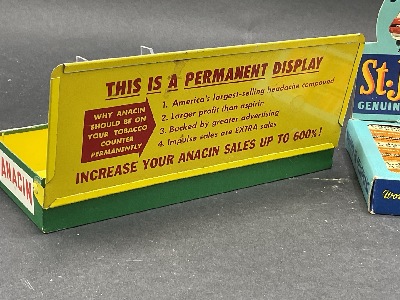 THIS IS A PERMANENT DISPLAY
WHY ANACIN
SHOULD BE ON
YOUR TOBACCO
COUNTER
PERMANENTLY
1. America's largest-selling headache compound
2. Larger profit than aspirin
3. Backed by greater advertising
4. Impulse sales are EXTRA sales
INCREASE YOUR ANACIN SALES UP TO 600%!
ANACIN
St.J
GENUIN
Wor